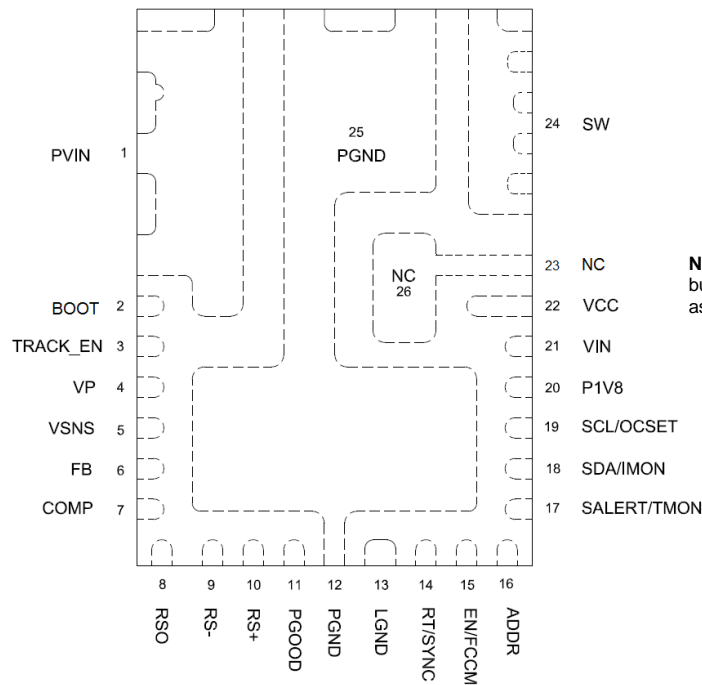 25
PGND
24 SW
PVIN 1
NC
26
23 NC
N
BOOT 2
22 VCC
bu
as
TRACK_EN 3
21 VIN
VP 4
20 P1V8
VSNS 5
19 SCL/OCSET
FB 6
18 SDA/IMON
COMP 7
17 SALERT/TMON
8 9 10 11 12 13 14 15 16
RSO
RS-
RS+
PGOOD
PGND
LGND
RT/SYNC
EN/FCCM
ADDR